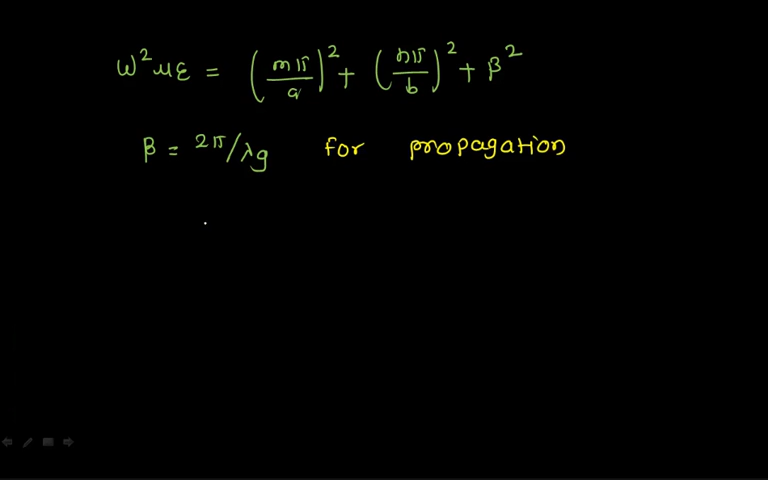 ω²με = (mπ/a)² + (nπ/b)² + β²
β = 2π/λg for propagation